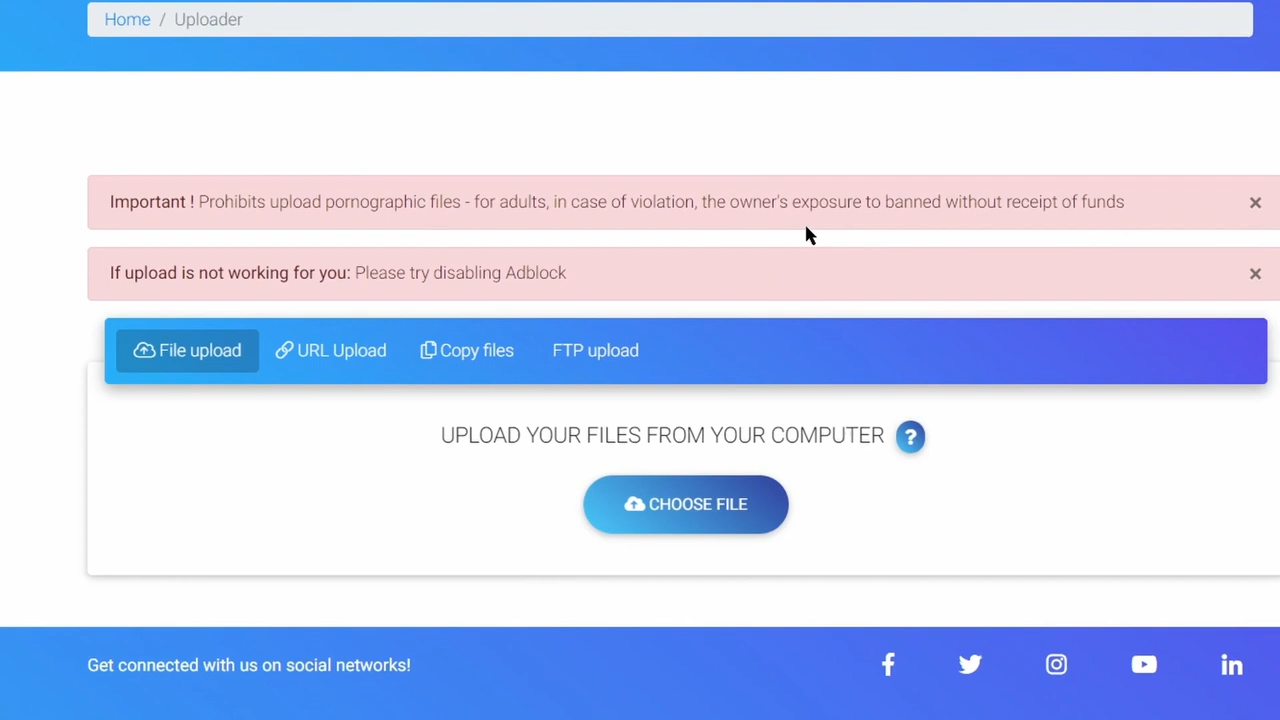 Home / Uploader
Important ! Prohibits upload pornographic files - for adults, in case of violation, the owner's exposure to banned without receipt of funds ×
If upload is not working for you: Please try disabling Adblock ×
File upload URL Upload Copy files FTP upload
UPLOAD YOUR FILES FROM YOUR COMPUTER ?
CHOOSE FILE
Get connected with us on social networks!